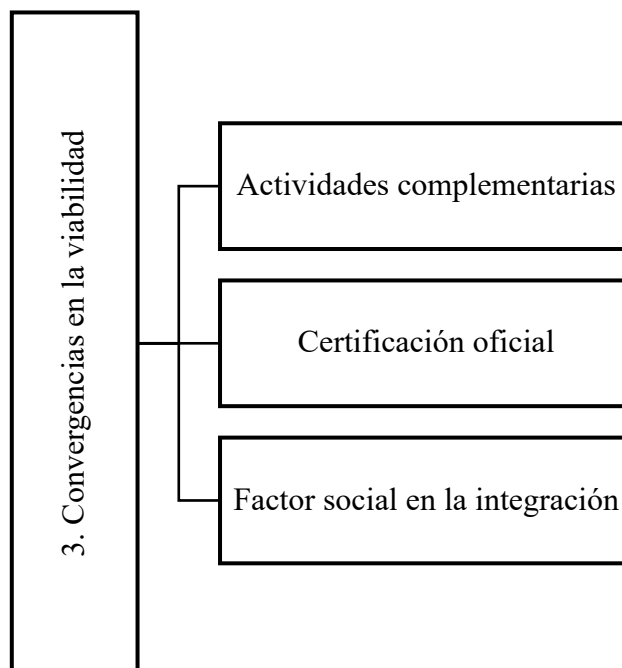 3. Convergencias en la viabilidad
Actividades complementarias
Certificación oficial
Factor social en la integración